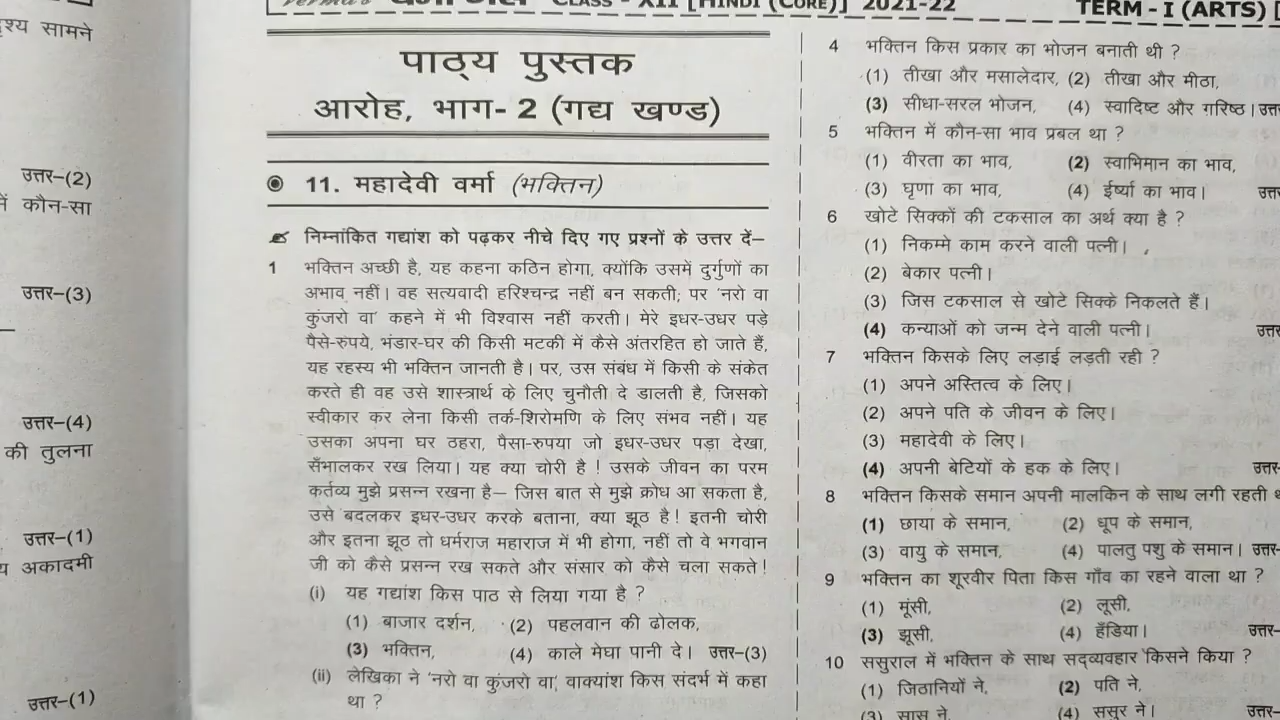 दृश्य सामने
उत्तर–(2)
में कौन-सा
उत्तर–(3)
उत्तर–(4)
की तुलना
उत्तर–(1)
अकादमी
उत्तर–(1)
CLASS - XII [HINDI (CORE)] 2021-22 TERM - I (ARTS)
पाठ्य पुस्तक
आरोह, भाग- 2 (गद्य खण्ड)
11. महादेवी वर्मा (भक्तिन)
निम्नांकित गद्यांश को पढ़कर नीचे दिए गए प्रश्नों के उत्तर दें–
1 भक्तिन अच्छी है, यह कहना कठिन होगा, क्योंकि उसमें दुर्गुणों का
अभाव नहीं। वह सत्यवादी हरिश्चन्द्र नहीं बन सकती; पर 'नरो वा
कुंजरो वा' कहने में भी विश्वास नहीं करती। मेरे इधर-उधर पड़े
पैसे-रुपये, भंडार-घर की किसी मटकी में कैसे अंतरहित हो जाते हैं,
यह रहस्य भी भक्तिन जानती है। पर, उस संबंध में किसी के संकेत
करते ही वह उसे शास्त्रार्थ के लिए चुनौती दे डालती है, जिसको
स्वीकार कर लेना किसी तर्क-शिरोमणि के लिए संभव नहीं। यह
उसका अपना घर ठहरा, पैसा-रुपया जो इधर-उधर पड़ा देखा,
सँभालकर रख लिया। यह क्या चोरी है ! उसके जीवन का परम
कर्तव्य मुझे प्रसन्न रखना है— जिस बात से मुझे क्रोध आ सकता है,
उसे बदलकर इधर-उधर करके बताना, क्या झूठ है! इतनी चोरी
और इतना झूठ तो धर्मराज महाराज में भी होगा, नहीं तो वे भगवान
जी को कैसे प्रसन्न रख सकते और संसार को कैसे चला सकते!
(i) यह गद्यांश किस पाठ से लिया गया है ?
(1) बाजार दर्शन, (2) पहलवान की ढोलक,
(3) भक्तिन, (4) काले मेघा पानी दे। उत्तर–(3)
(ii) लेखिका ने 'नरो वा कुंजरो वा', वाक्यांश किस संदर्भ में कहा
था ?
4 भक्तिन किस प्रकार का भोजन बनाती थी ?
(1) तीखा और मसालेदार, (2) तीखा और मीठा,
(3) सीधा-सरल भोजन, (4) स्वादिष्ट और गरिष्ठ।
5 भक्तिन में कौन-सा भाव प्रबल था ?
(1) वीरता का भाव, (2) स्वाभिमान का भाव,
(3) घृणा का भाव, (4) ईर्ष्या का भाव।
6 खोटे सिक्कों की टकसाल का अर्थ क्या है ?
(1) निकम्मे काम करने वाली पत्नी।
(2) बेकार पत्नी।
(3) जिस टकसाल से खोटे सिक्के निकलते हैं।
(4) कन्याओं को जन्म देने वाली पत्नी।
7 भक्तिन किसके लिए लड़ाई लड़ती रही ?
(1) अपने अस्तित्व के लिए।
(2) अपने पति के जीवन के लिए।
(3) महादेवी के लिए।
(4) अपनी बेटियों के हक के लिए। उत्तर–
8 भक्तिन किसके समान अपनी मालकिन के साथ लगी रहती
(1) छाया के समान, (2) धूप के समान,
(3) वायु के समान, (4) पालतु पशु के समान। उत्तर–
9 भक्तिन का शूरवीर पिता किस गाँव का रहने वाला था ?
(1) मूंसी, (2) लूसी,
(3) झूसी, (4) हँडिया। उत्तर–
10 ससुराल में भक्तिन के साथ सद्व्यवहार किसने किया ?
(1) जिठानियों ने, (2) पति ने,
(3) सास ने, (4) ससुर ने। उत्तर–